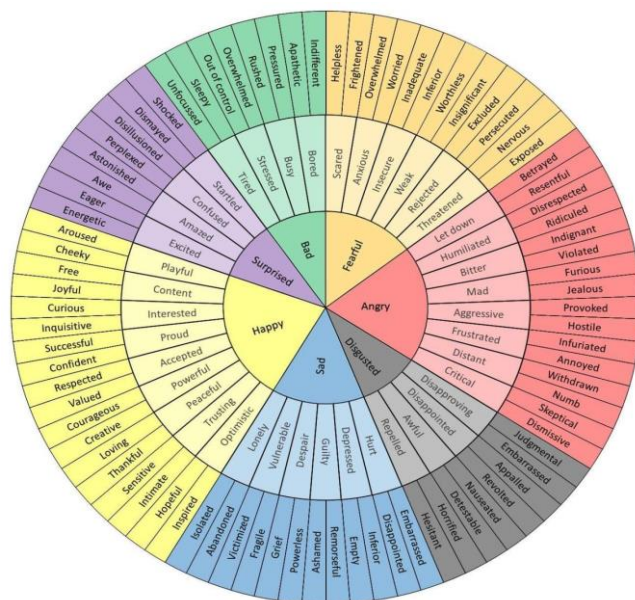 Bad
Fearful
Angry
Disgusted
Sad
Happy
Surprised
Tired
Stressed
Busy
Bored
Scared
Anxious
Insecure
Weak
Rejected
Threatened
Let down
Humiliated
Bitter
Mad
Aggressive
Frustrated
Distant
Critical
Disapproving
Disappointed
Awful
Repelled
Hurt
Depressed
Guilty
Despair
Vulnerable
Lonely
Optimistic
Trusting
Peaceful
Powerful
Accepted
Proud
Interested
Content
Playful
Excited
Amazed
Confused
Startled
Unfocussed
Sleepy
Out of control
Overwhelmed
Rushed
Pressured
Apathetic
Indifferent
Helpless
Frightened
Overwhelmed
Worried
Inadequate
Inferior
Worthless
Insignificant
Excluded
Persecuted
Nervous
Exposed
Betrayed
Resentful
Disrespected
Ridiculed
Indignant
Violated
Furious
Jealous
Provoked
Hostile
Infuriated
Annoyed
Withdrawn
Numb
Skeptical
Dismissive
Judgmental
Embarrassed
Appalled
Revolted
Nauseated
Detestable
Horrified
Hesitant
Embarrassed
Disappointed
Inferior
Empty
Remorseful
Ashamed
Powerless
Grief
Fragile
Victimized
Abandoned
Isolated
Inspired
Hopeful
Intimate
Sensitive
Thankful
Loving
Creative
Courageous
Valued
Respected
Confident
Successful
Inquisitive
Curious
Joyful
Free
Cheeky
Aroused
Energetic
Eager
Awe
Astonished
Perplexed
Disillusioned
Dismayed
Shocked